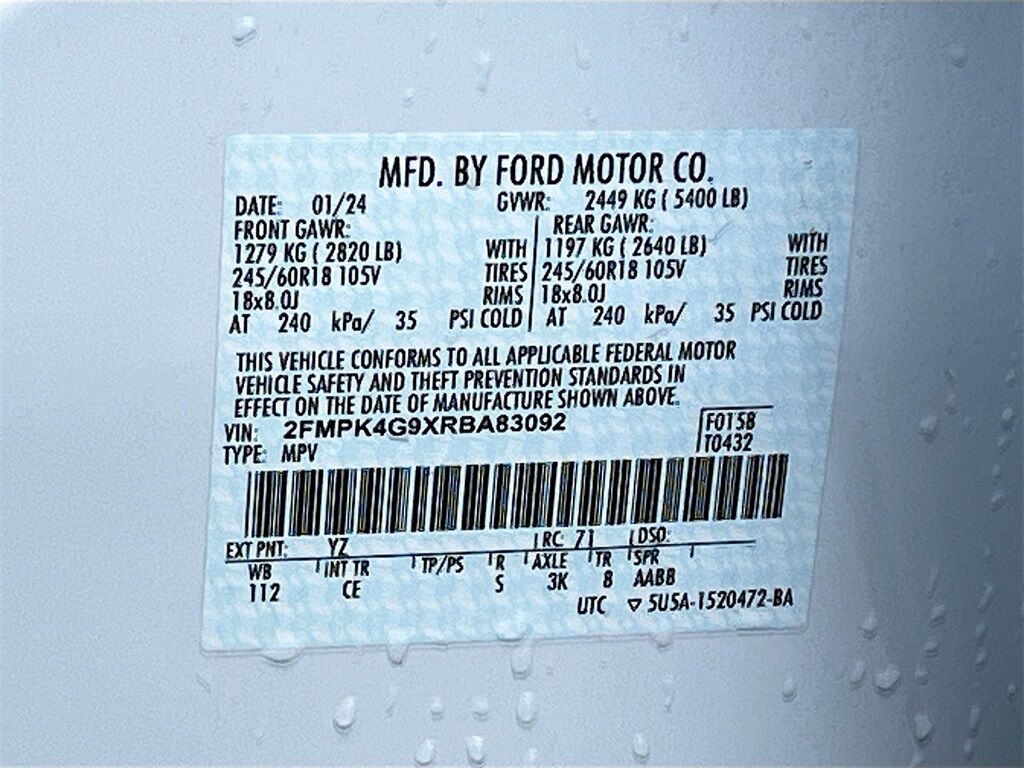 MFD. BY FORD MOTOR CO.
DATE: 01/24 GVWR: 2449 KG ( 5400 LB)
FRONT GAWR: REAR GAWR:
1279 KG ( 2820 LB) WITH 1197 KG ( 2640 LB) WITH
245/60R18 105V TIRES 245/60R18 105V TIRES
18x8.0J RIMS 18x8.0J RIMS
AT 240 kPa/ 35 PSI COLD AT 240 kPa/ 35 PSI COLD
THIS VEHICLE CONFORMS TO ALL APPLICABLE FEDERAL MOTOR
VEHICLE SAFETY AND THEFT PREVENTION STANDARDS IN
EFFECT ON THE DATE OF MANUFACTURE SHOWN ABOVE.
VIN: 2FMPK4G9XRBA83092 F0158
TYPE: MPV T0432
EXT PNT: YZ RC: 71 DSO:
WB INT TR TP/PS R AXLE TR SPR
112 CE S 3K 8 AABB
UTC ▽ 5U5A-1520472-BA